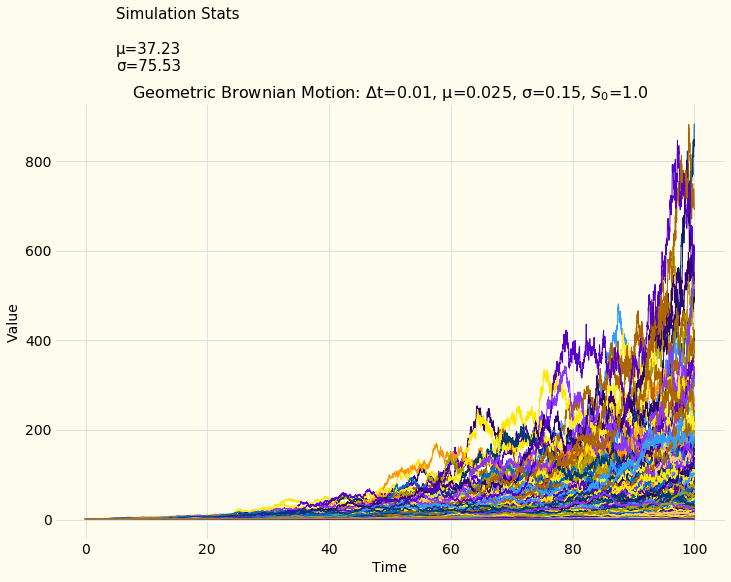 Simulation Stats
μ=37.23
σ=75.53
Geometric Brownian Motion: Δt=0.01, μ=0.025, σ=0.15, S₀=1.0
800
600
400
200
0
Value
0 20 40 60 80 100
Time